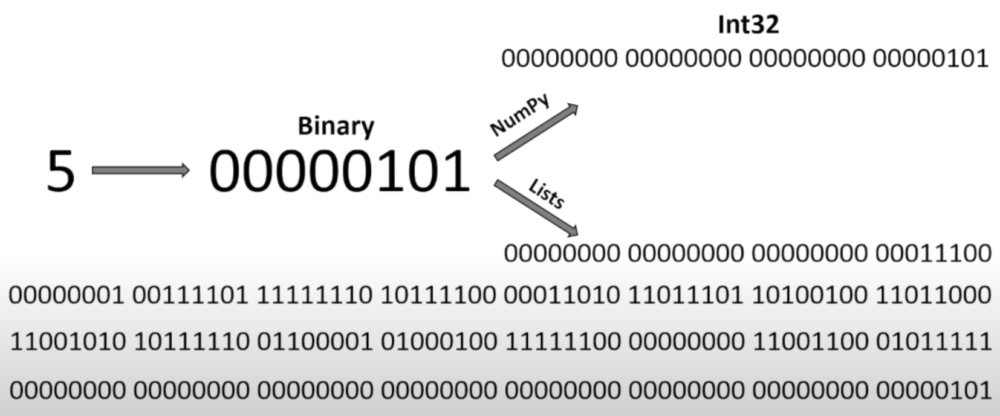 Int32
00000000 00000000 00000000 00000101
NumPy
Binary
5 00000101
Lists
00000000 00000000 00000000 00011100
00000001 00111101 11111110 10111100 00011010 11011101 10100100 11011000
11001010 10111110 01100001 01000100 11111100 00000000 11001100 01011111
00000000 00000000 00000000 00000000 00000000 00000000 00000000 00000101